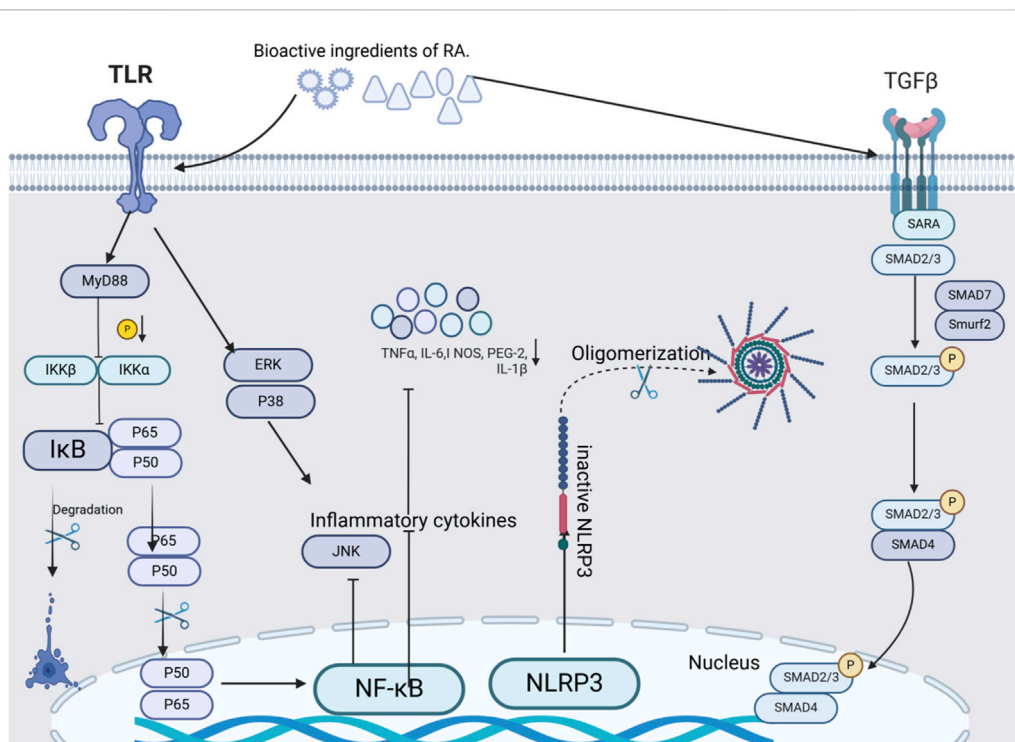 Bioactive ingredients of RA.
TLR
TGFβ
SARA
SMAD2/3
MyD88
SMAD7
Smurf2
P
TNFα, IL-6,I NOS, PEG-2,
IL-1β
Oligomerization
ERK
P38
IKKβ
IKKα
SMAD2/3
P
P65
IκB
P50
inactive NLRP3
Degradation
Inflammatory cytokines
P65
P50
JNK
SMAD2/3
P
SMAD4
Nucleus
P50
P65
NF-κB
NLRP3
SMAD2/3
P
SMAD4